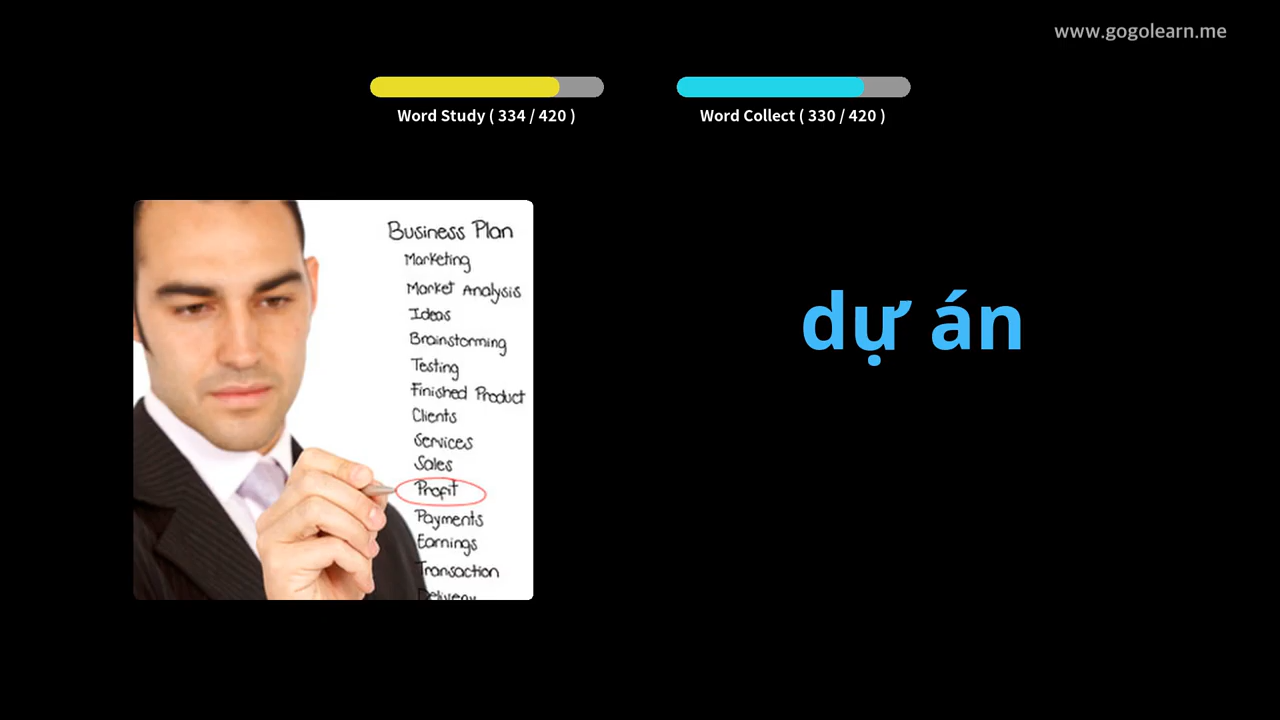 www.gogolearn.me
Word Study ( 334 / 420 )
Word Collect ( 330 / 420 )
Business Plan
Marketing
Market Analysis
Ideas
Brainstorming
Testing
Finished Product
Clients
Services
Sales
Profit
Payments
Earnings
Transaction
Delivery
dự án